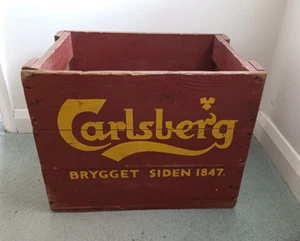 Carlsberg
BRYGGET SIDEN 1847.